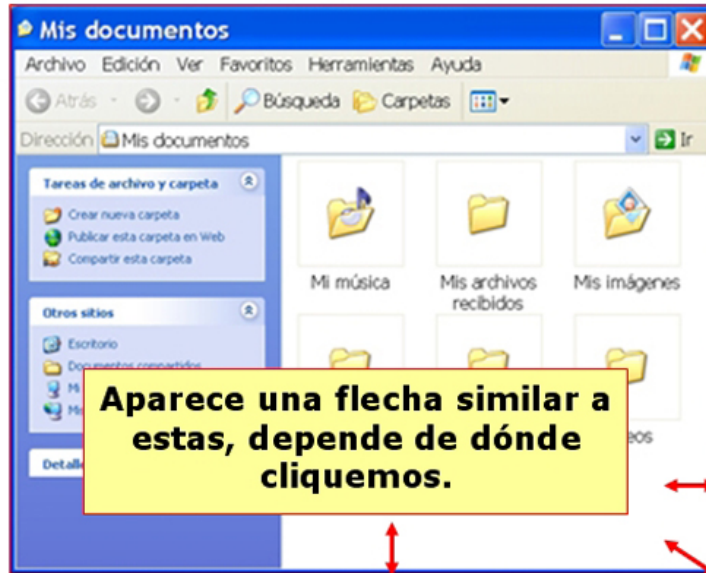 Mis documentos
Archivo Edición Ver Favoritos Herramientas Ayuda
Atrás Búsqueda Carpetas
Dirección Mis documentos Ir
Tareas de archivo y carpeta
Crear nueva carpeta
Publicar esta carpeta en Web
Compartir esta carpeta
Mi música
Mis archivos
recibidos
Mis imágenes
Otros sitios
Escritorio
Documentos compartidos
Aparece una flecha similar a
estas, depende de dónde
cliquemos.